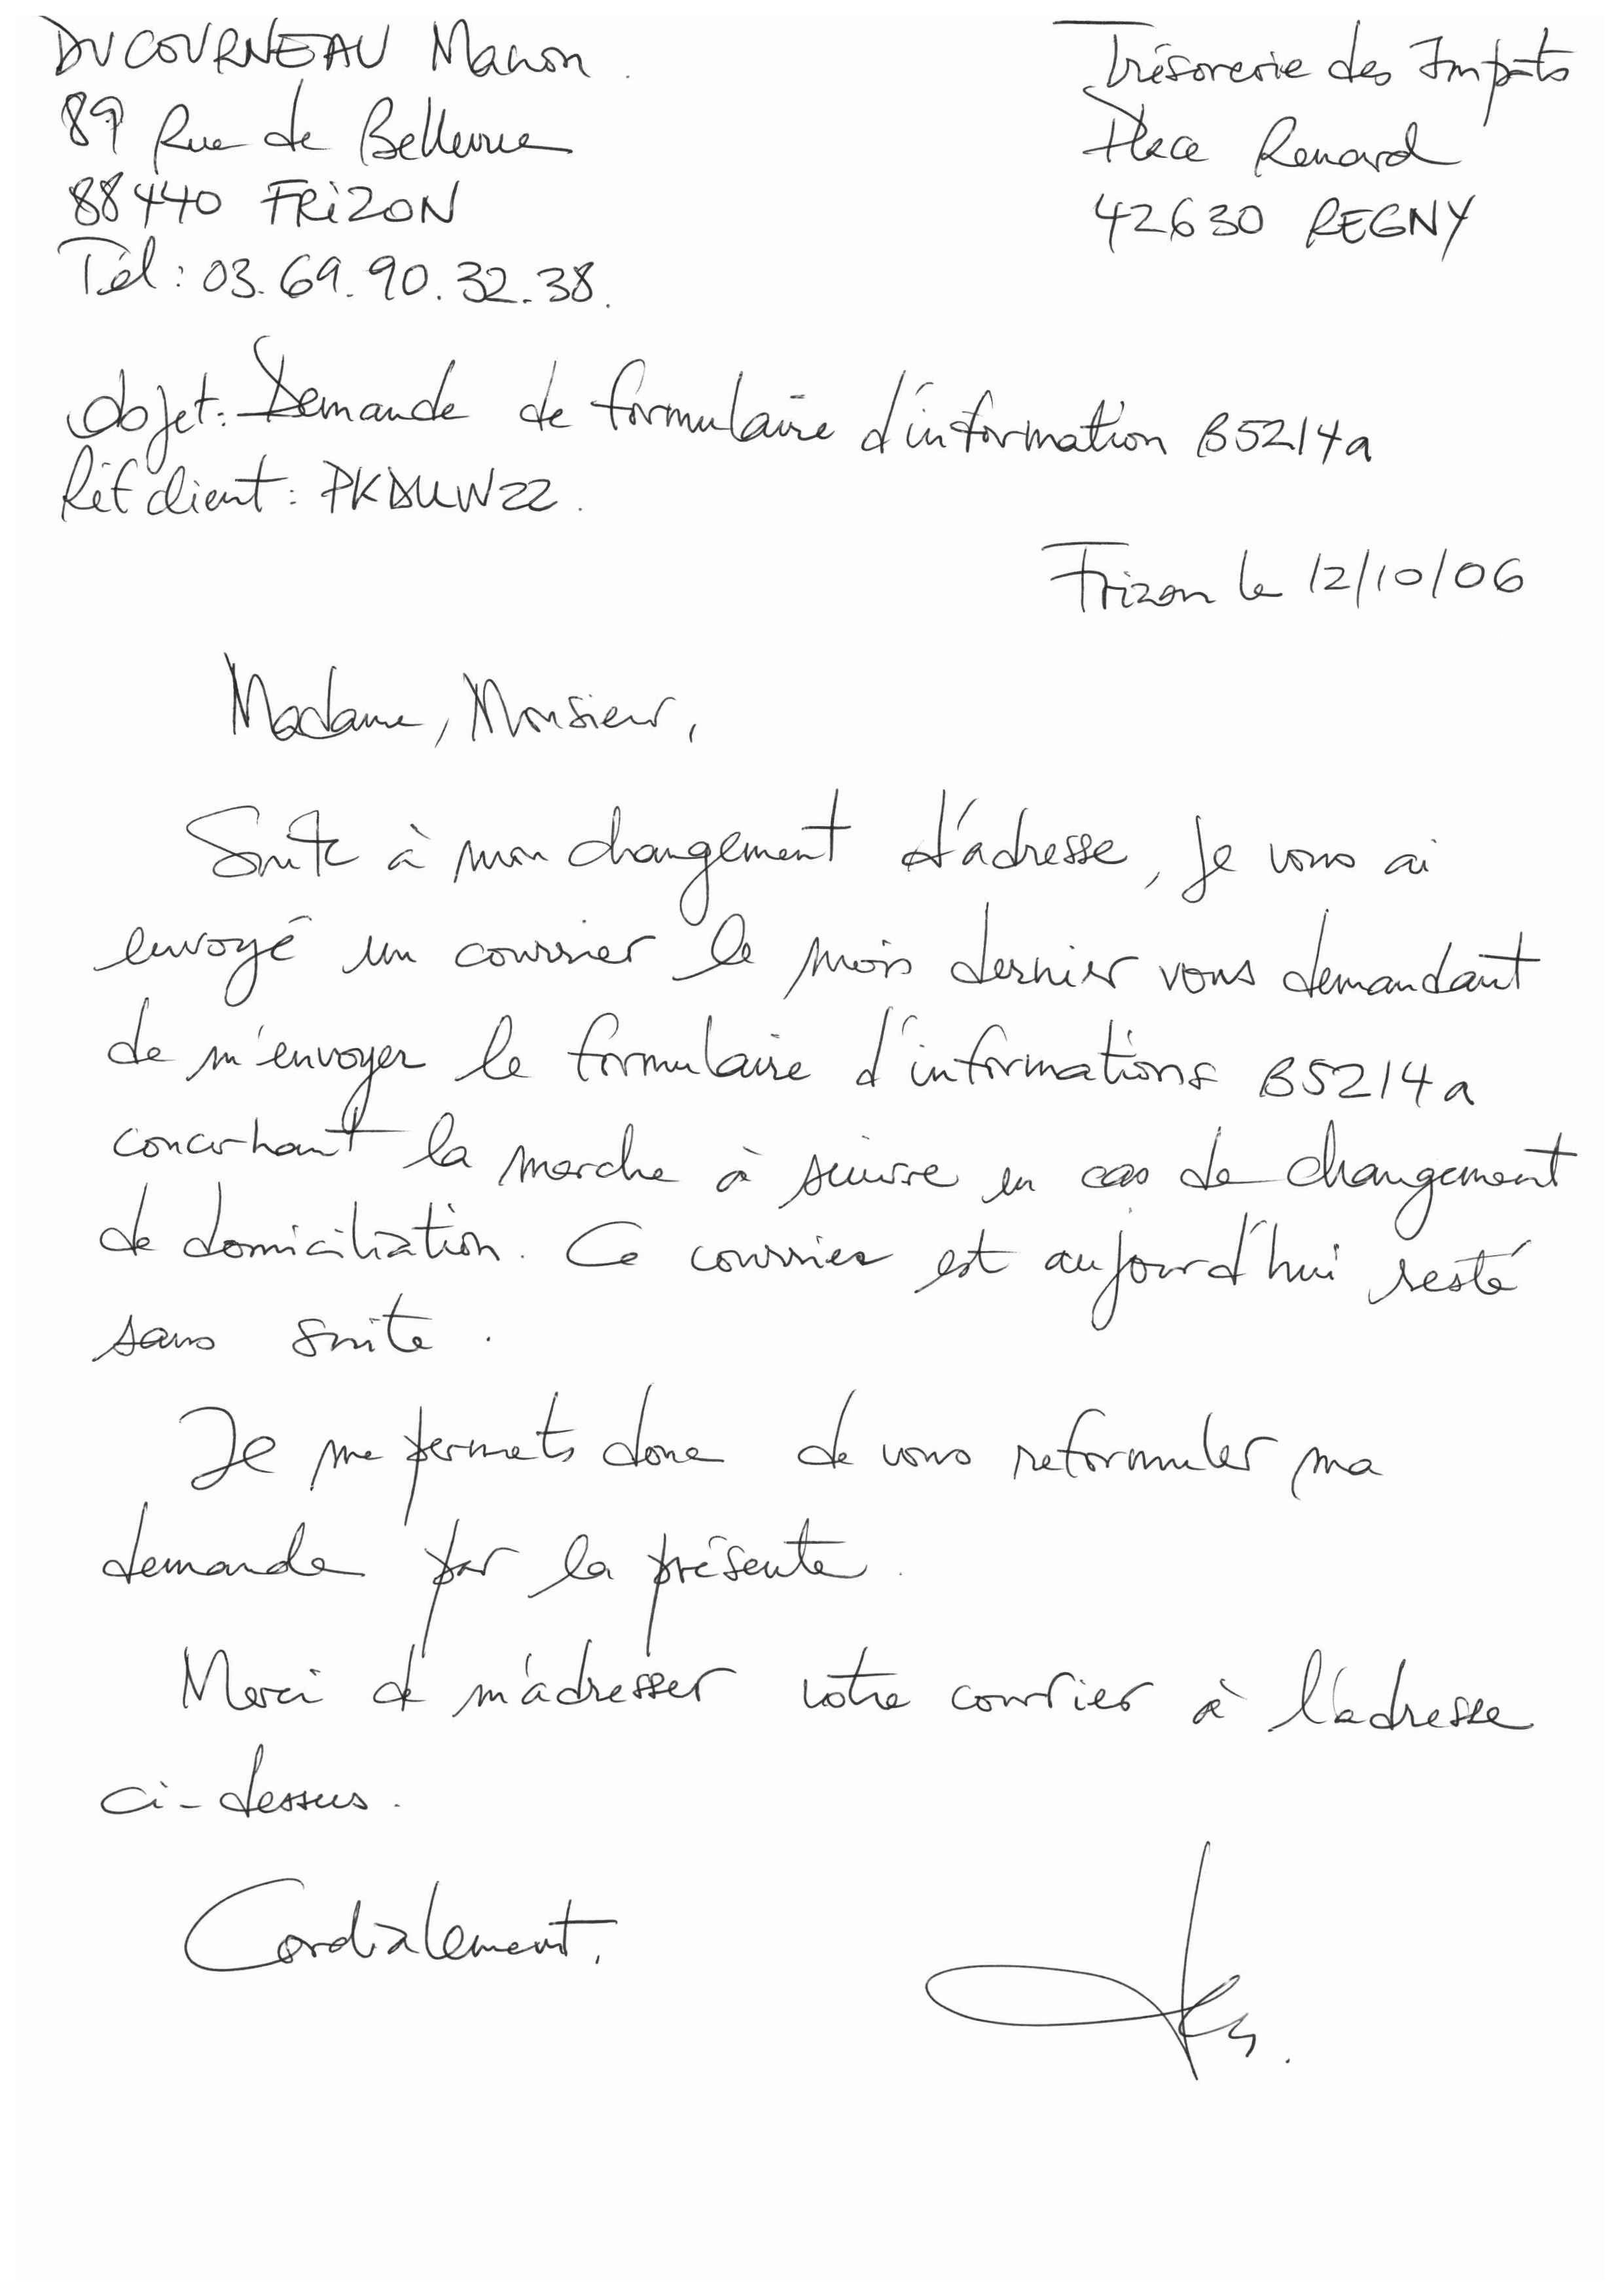 DUCOURNEAU Manon.
89 Rue de Bellevue
88440 FRIZON
Tél : 03.69.90.32.38.
Trésorerie des Impôts
Place Renard
42630 REGNY
Objet : Demande de formulaire d'information B5214a
Réf client : PKDUW22.
Frizon le 12/10/06
Madame, Monsieur,
Suite à mon changement d'adresse, je vous ai
envoyé un courrier le mois dernier vous demandant
de m'envoyer le formulaire d'informations B5214a
concernant la marche à suivre en cas de changement
de domiciliation. Ce courrier est aujourd'hui resté
sans suite.
Je me permets donc de vous reformuler ma
demande par la présente.
Merci de m'adresser votre courrier à l'adresse
ci-dessus.
Cordialement.